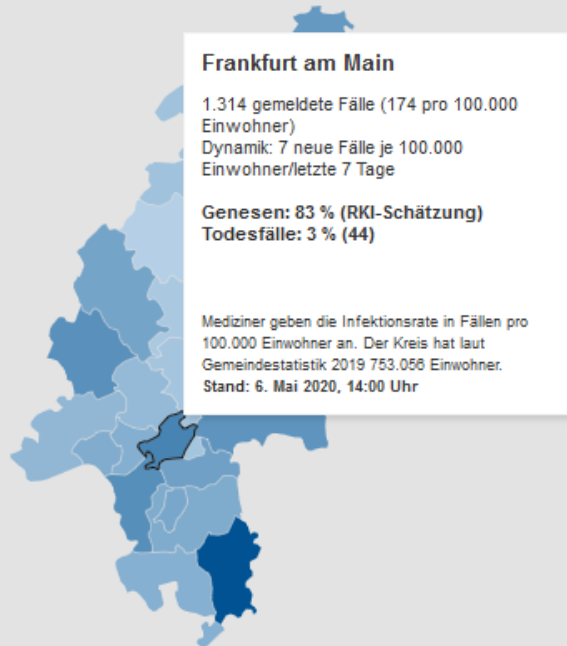 Frankfurt am Main
1.314 gemeldete Fälle (174 pro 100.000
Einwohner)
Dynamik: 7 neue Fälle je 100.000
Einwohner/letzte 7 Tage
Genesen: 83 % (RKI-Schätzung)
Todesfälle: 3 % (44)
Mediziner geben die Infektionsrate in Fällen pro
100.000 Einwohner an. Der Kreis hat laut
Gemeindestatistik 2019 753.056 Einwohner.
Stand: 6. Mai 2020, 14:00 Uhr